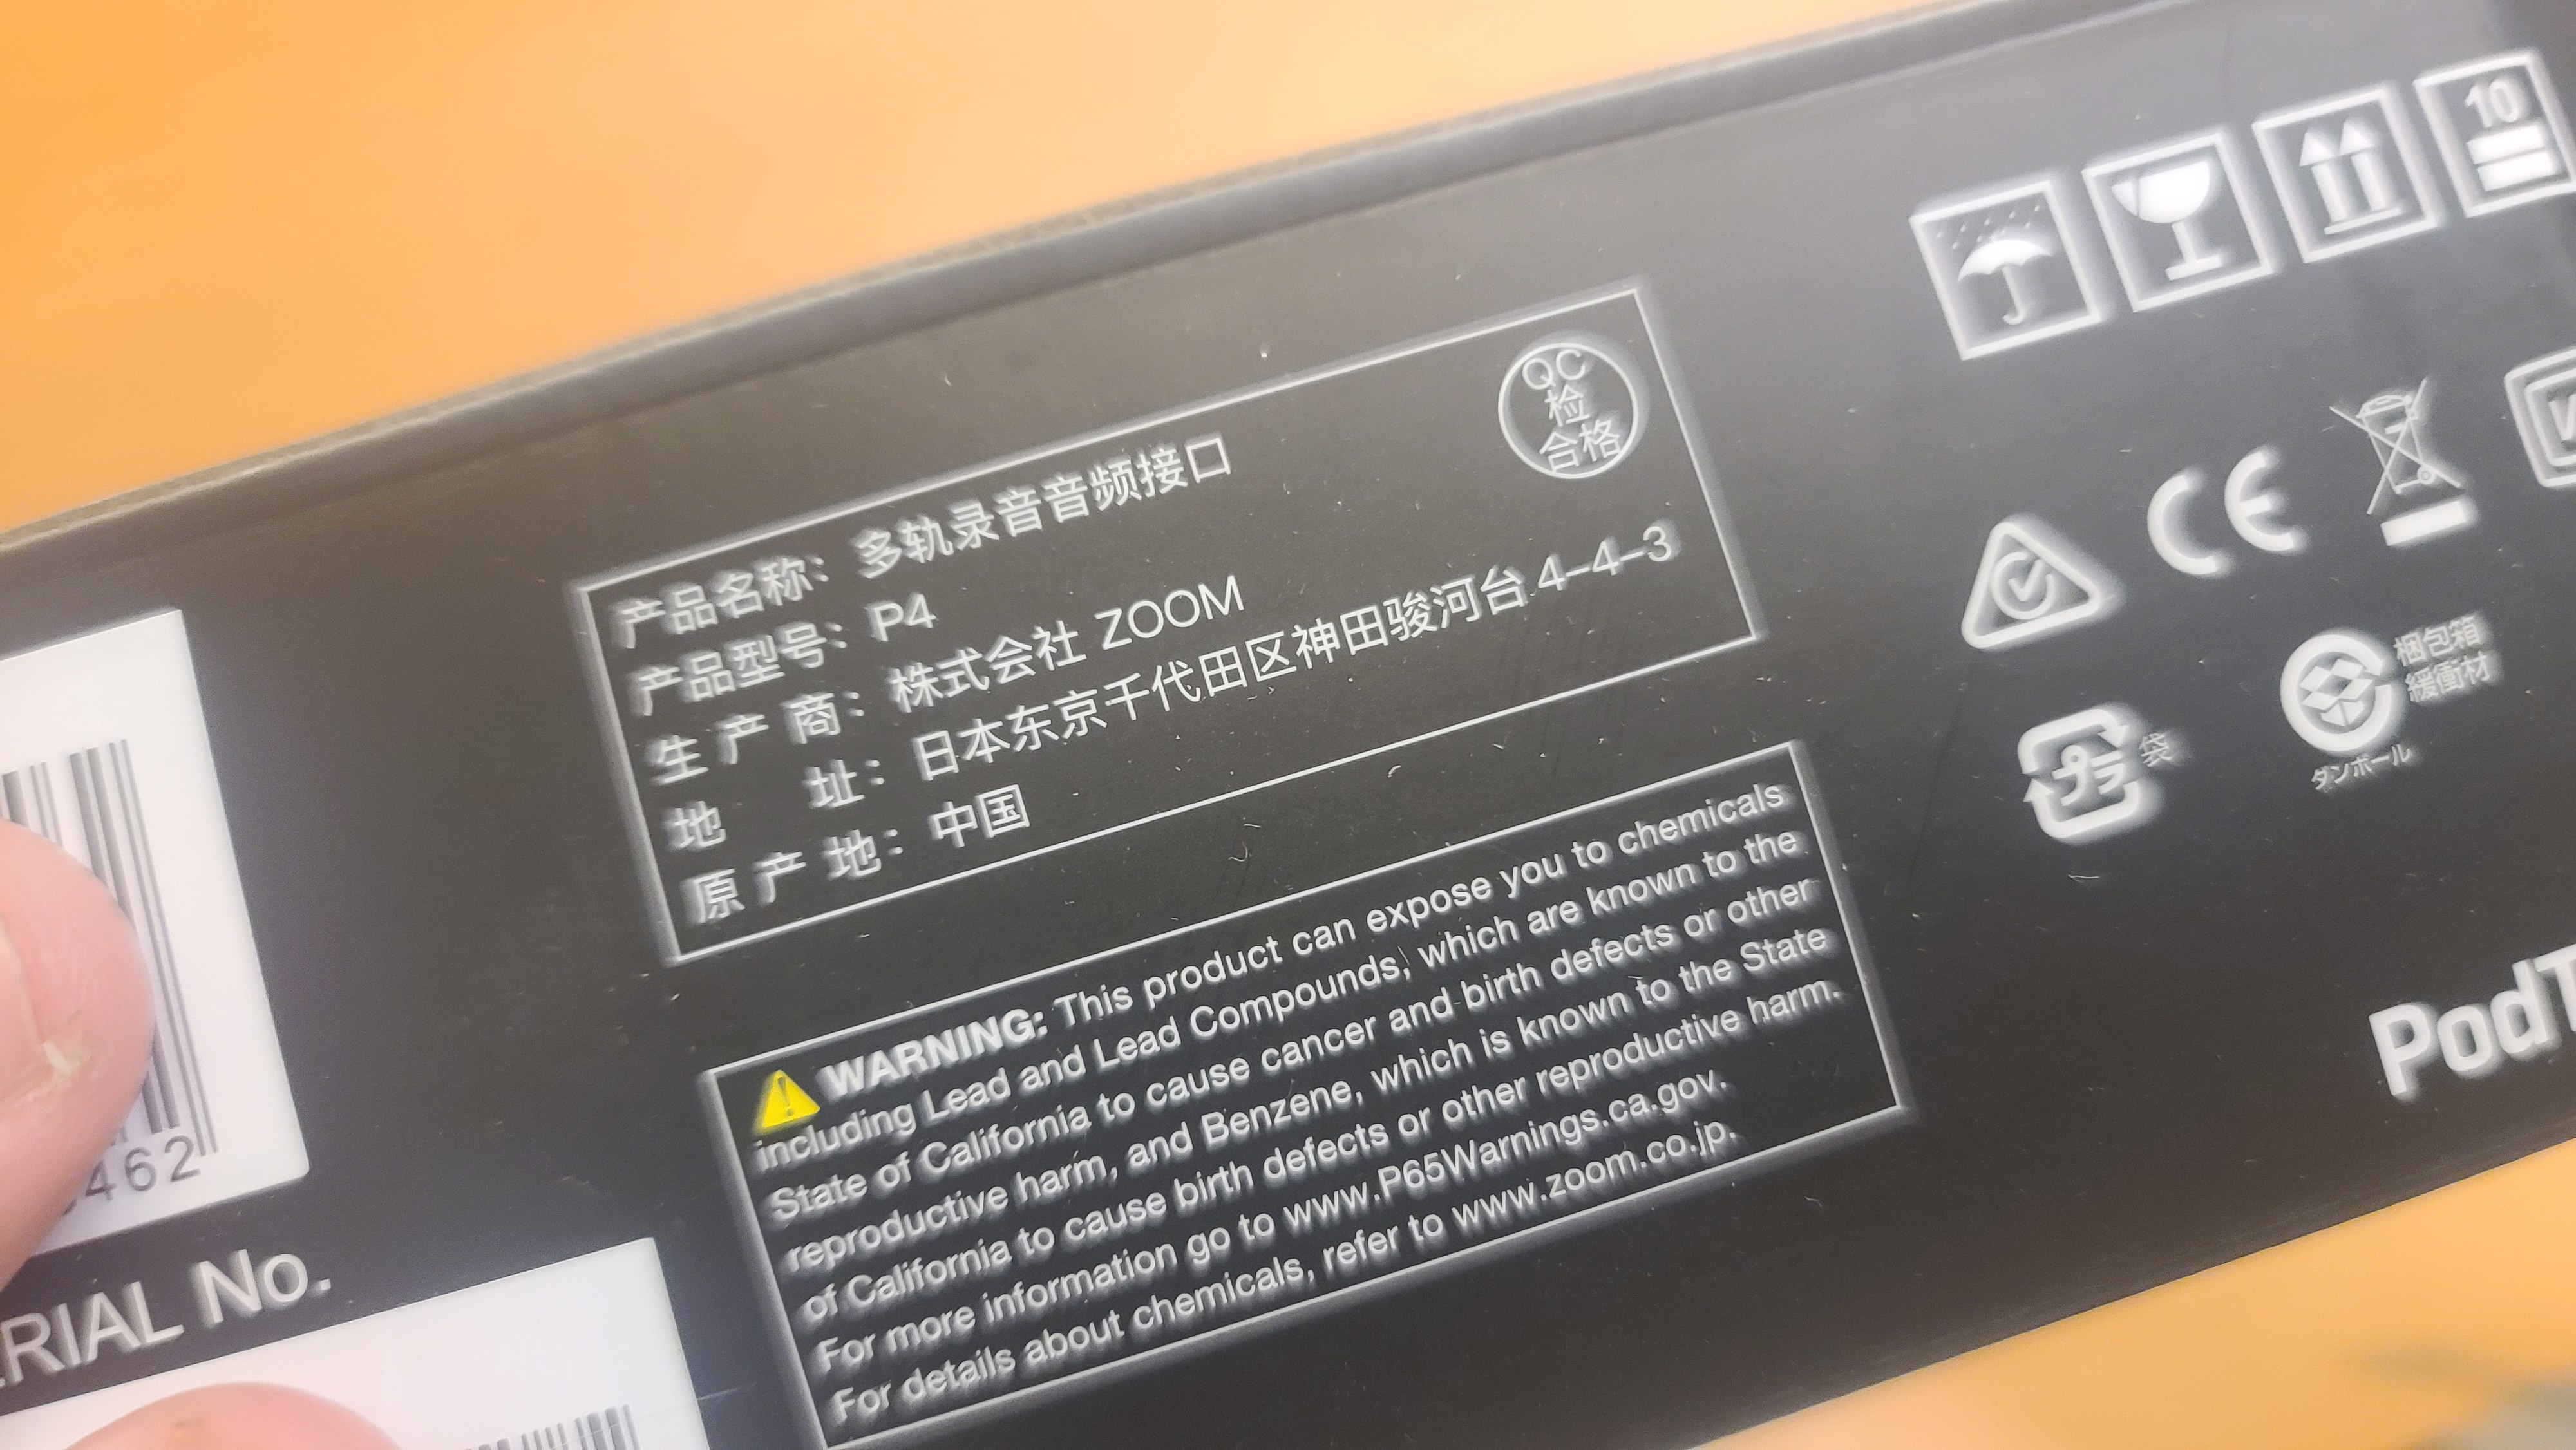 10
QC
检
合格
产品名称：多轨录音音频接口
产品型号：P4
生产商：株式会社 ZOOM
地址：日本东京千代田区神田骏河台 4-4-3
原产地：中国
CE
プラ
袋
梱包箱
緩衝材
ダンボール
WARNING: This product can expose you to chemicals
including Lead and Lead Compounds, which are known to the
State of California to cause cancer and birth defects or other
reproductive harm, and Benzene, which is known to the State
of California to cause birth defects or other reproductive harm.
For more information go to www.P65Warnings.ca.gov.
For details about chemicals, refer to www.zoom.co.jp.
462
RIAL No.
PodT